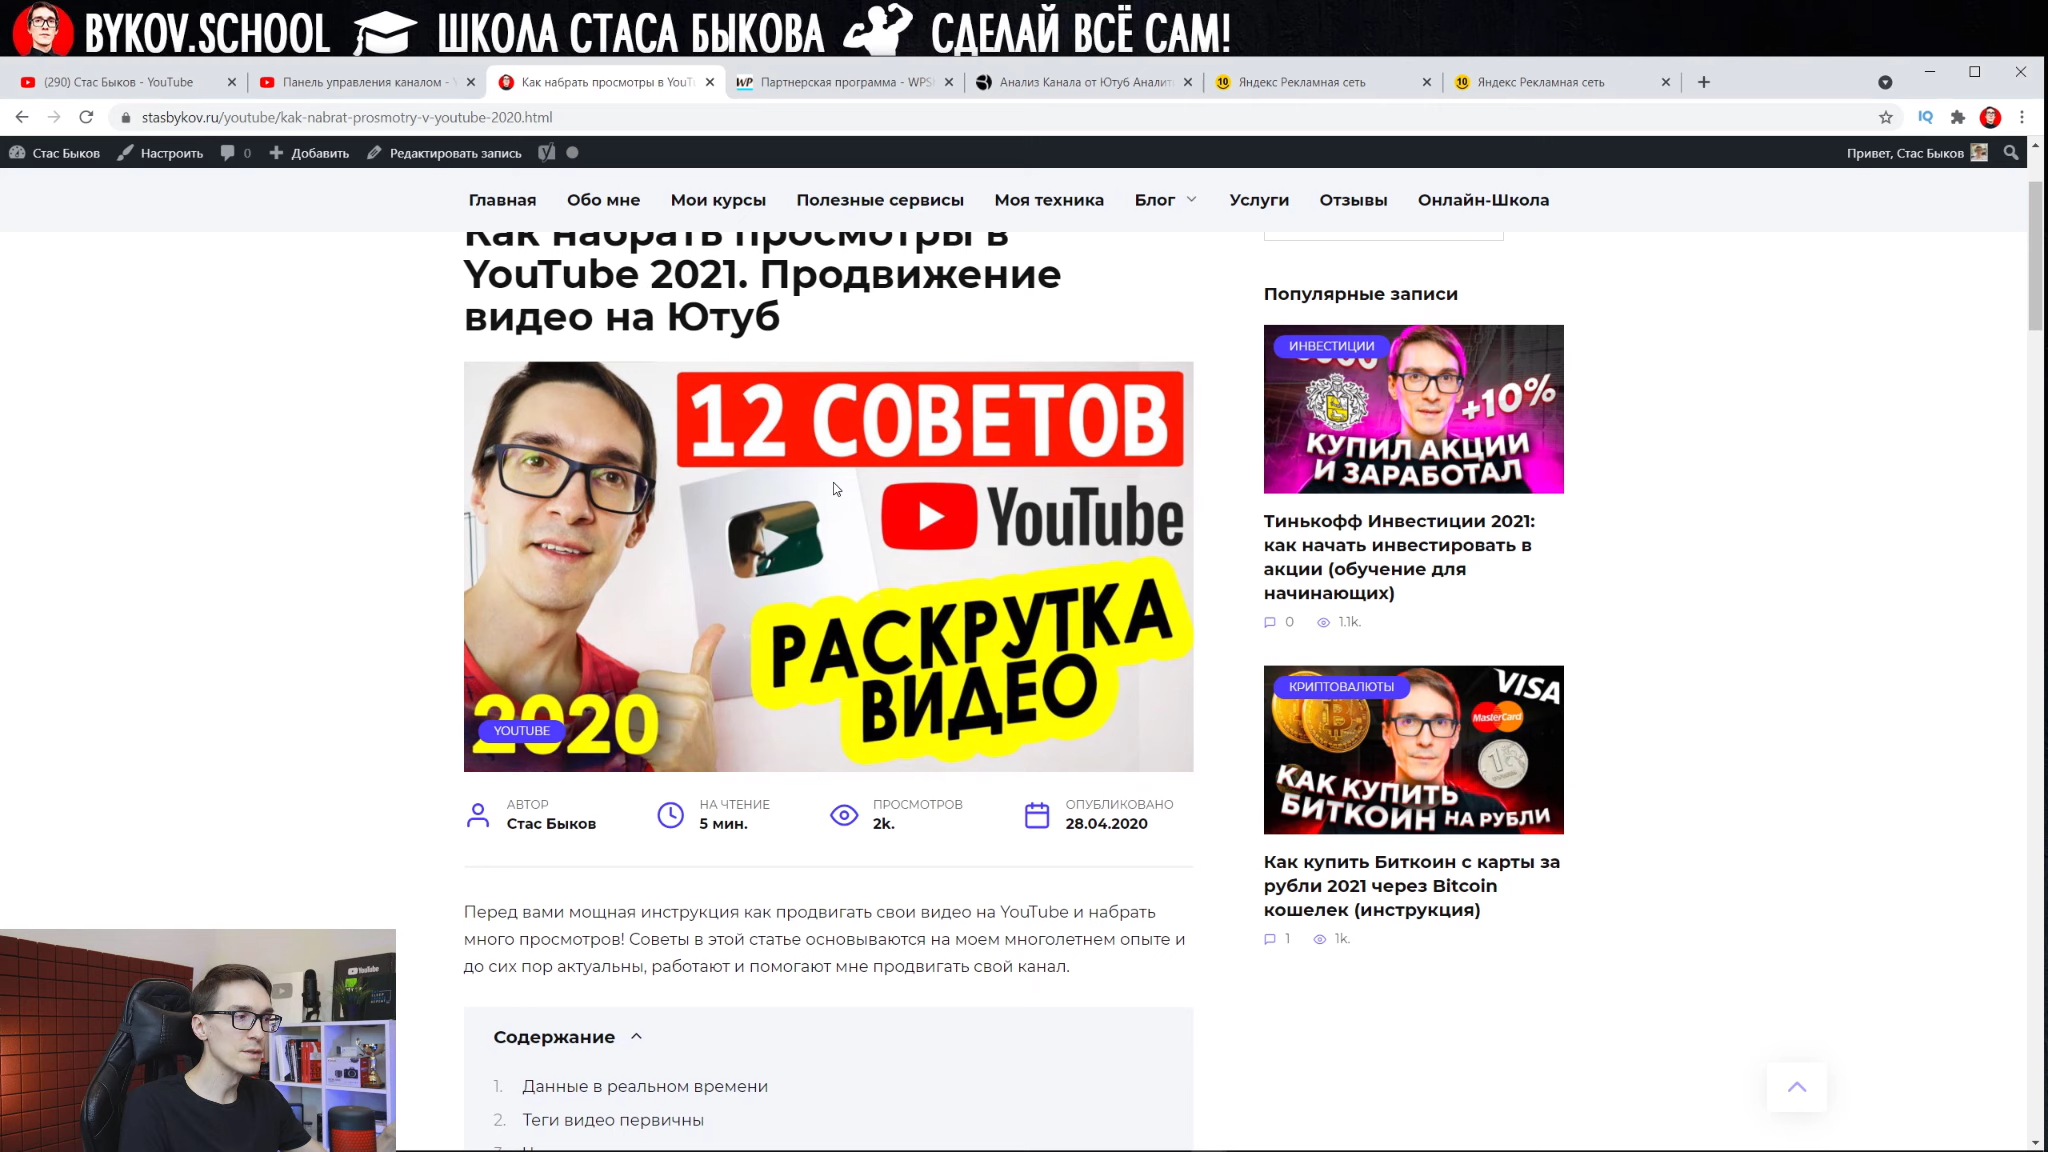 BYKOV.SCHOOL ШКОЛА СТАСА БЫКОВА СДЕЛАЙ ВСЁ САМ!
(290) Стас Быков - YouTube
Панель управления каналом - Y
Как набрать просмотры в YouT
Партнерская программа - WPSh
Анализ Канала от Ютуб Аналит
Яндекс Рекламная сеть
Яндекс Рекламная сеть
stasbykov.ru/youtube/kak-nabrat-prosmotry-v-youtube-2020.html
IQ
Стас Быков Настроить 0 Добавить Редактировать запись Привет, Стас Быков
Главная Обо мне Мои курсы Полезные сервисы Моя техника Блог Услуги Отзывы Онлайн-Школа
Как набрать просмотры в
YouTube 2021. Продвижение
видео на Ютуб
12 СОВЕТОВ
YouTube
РАСКРУТКА
ВИДЕО
2020
YOUTUBE
АВТОР
Стас Быков
НА ЧТЕНИЕ
5 мин.
ПРОСМОТРОВ
2k.
ОПУБЛИКОВАНО
28.04.2020
Перед вами мощная инструкция как продвигать свои видео на YouTube и набрать
много просмотров! Советы в этой статье основываются на моем многолетнем опыте и
до сих пор актуальны, работают и помогают мне продвигать свой канал.
Содержание
1. Данные в реальном времени
2. Теги видео первичны
Популярные записи
ИНВЕСТИЦИИ
+10%
КУПИЛ АКЦИИ
И ЗАРАБОТАЛ
Тинькофф Инвестиции 2021:
как начать инвестировать в
акции (обучение для
начинающих)
0 1.1k.
КРИПТОВАЛЮТЫ
VISA
MasterCard
КАК КУПИТЬ
БИТКОИН НА РУБЛИ
Как купить Биткоин с карты за
рубли 2021 через Bitcoin
кошелек (инструкция)
1 1k.